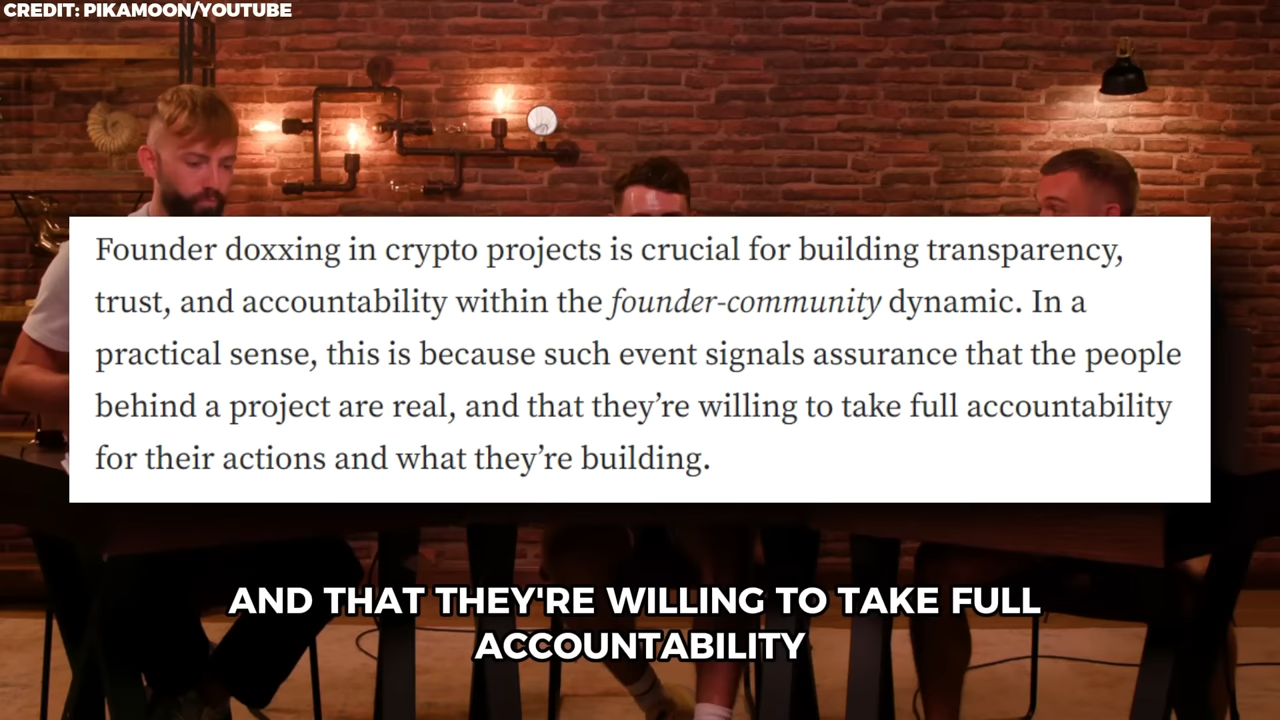 CREDIT: PIKAMOON/YOUTUBE
Founder doxxing in crypto projects is crucial for building transparency,
trust, and accountability within the founder-community dynamic. In a
practical sense, this is because such event signals assurance that the people
behind a project are real, and that they’re willing to take full accountability
for their actions and what they’re building.
AND THAT THEY'RE WILLING TO TAKE FULL
ACCOUNTABILITY